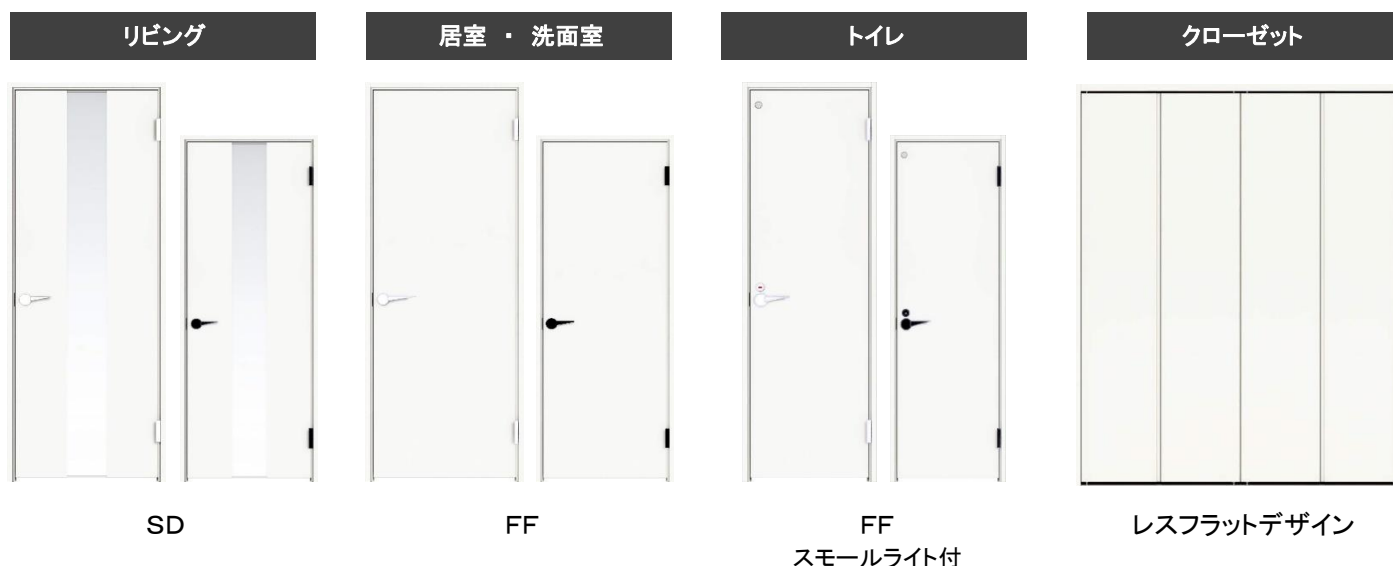 リビング
居室 ・ 洗面室
トイレ
クローゼット
SD
FF
FF
スモールライト付
レスフラットデザイン